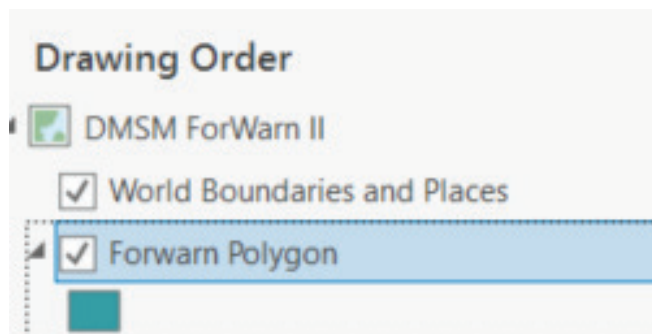 Drawing Order
DMSM ForWarn II
World Boundaries and Places
Forwarn Polygon